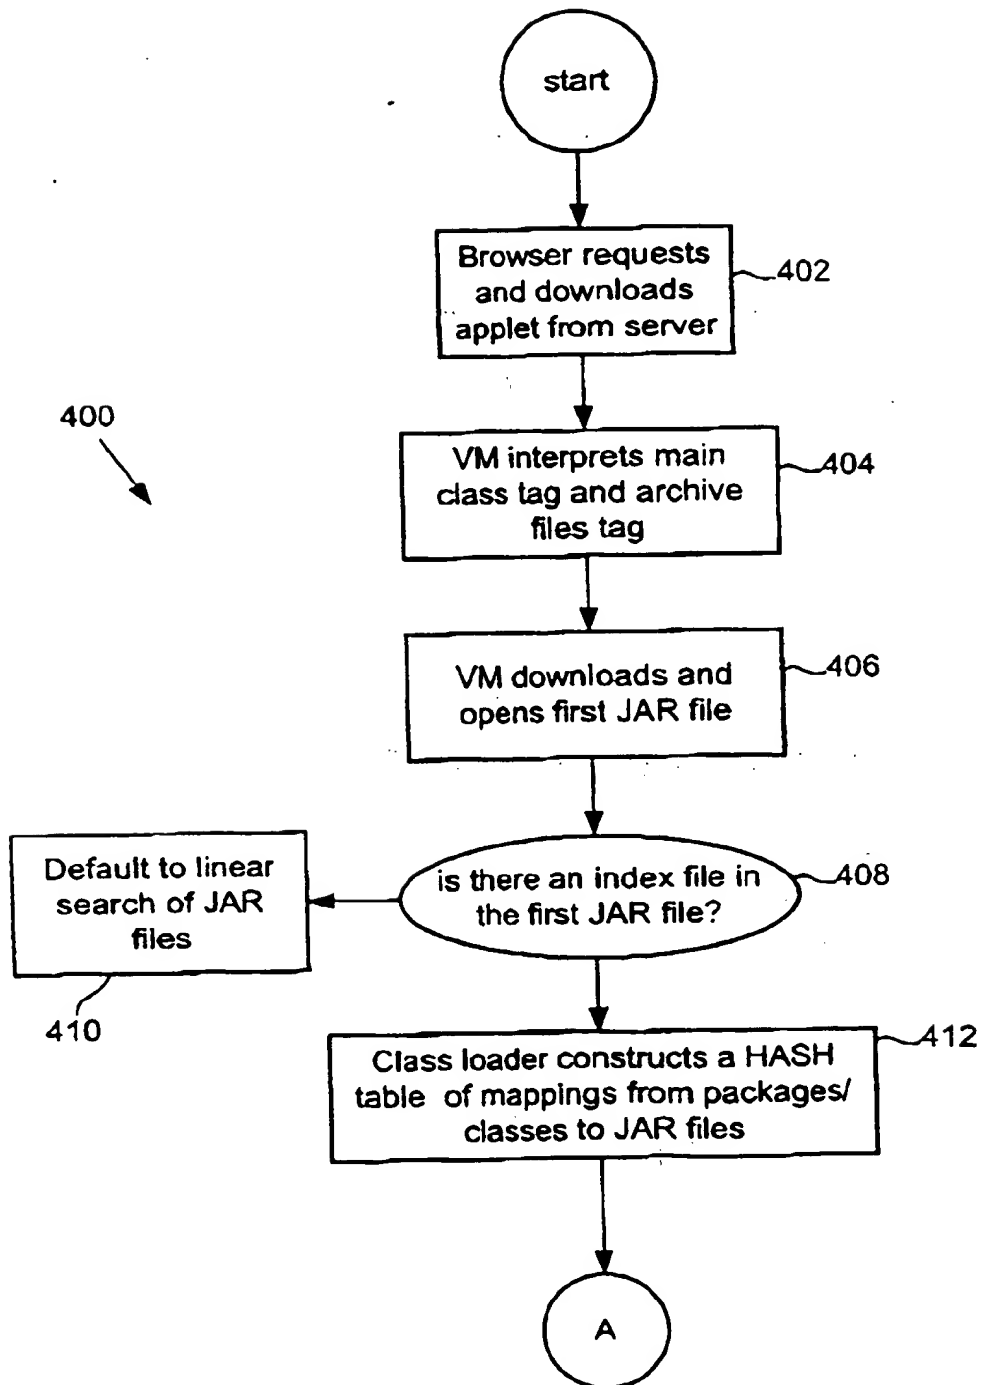 start
Browser requests
and downloads
applet from server
402
400
VM interprets main
class tag and archive
files tag
404
VM downloads and
opens first JAR file
406
is there an index file in
the first JAR file?
408
Default to linear
search of JAR
files
410
Class loader constructs a HASH
table of mappings from packages/
classes to JAR files
412
A